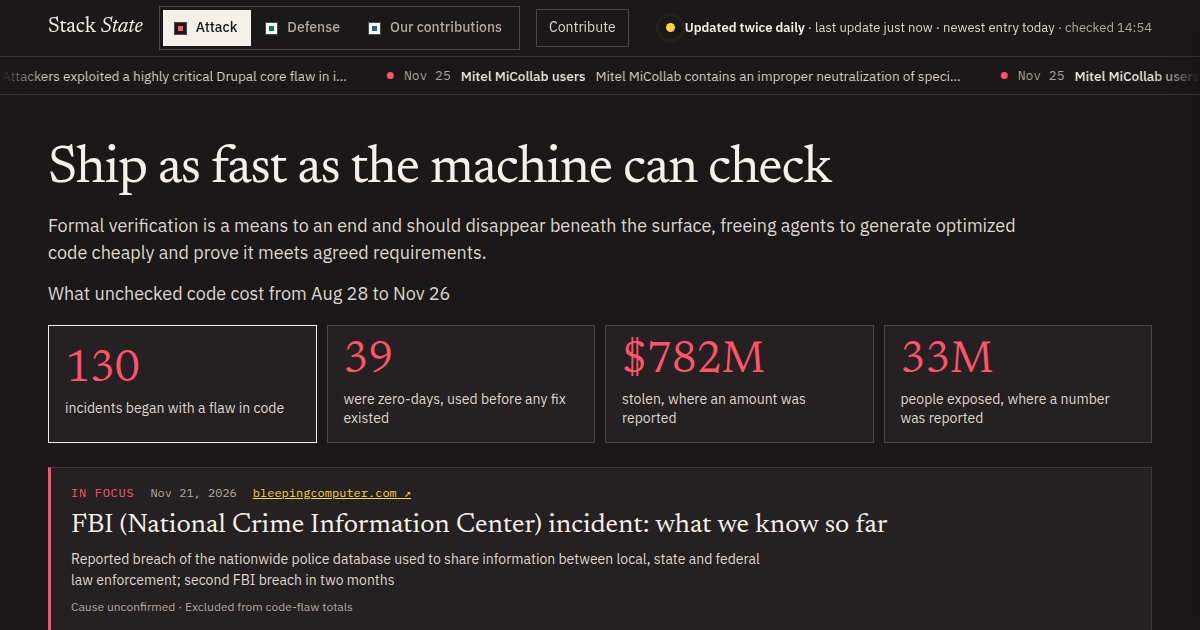 Stack State
Attack
Defense
Our contributions
Contribute
Updated twice daily · last update just now · newest entry today · checked 14:54
Attackers exploited a highly critical Drupal core flaw in i…
Nov 25 Mitel MiCollab users Mitel MiCollab contains an improper neutralization of speci…
Nov 25 Mitel MiCollab users
Ship as fast as the machine can check
Formal verification is a means to an end and should disappear beneath the surface, freeing agents to generate optimized
code cheaply and prove it meets agreed requirements.
What unchecked code cost from Aug 28 to Nov 26
130
incidents began with a flaw in code
39
were zero-days, used before any fix
existed
$782M
stolen, where an amount was
reported
33M
people exposed, where a number
was reported
IN FOCUS Nov 21, 2026 bleepingcomputer.com ↗
FBI (National Crime Information Center) incident: what we know so far
Reported breach of the nationwide police database used to share information between local, state and federal
law enforcement; second FBI breach in two months
Cause unconfirmed · Excluded from code-flaw totals